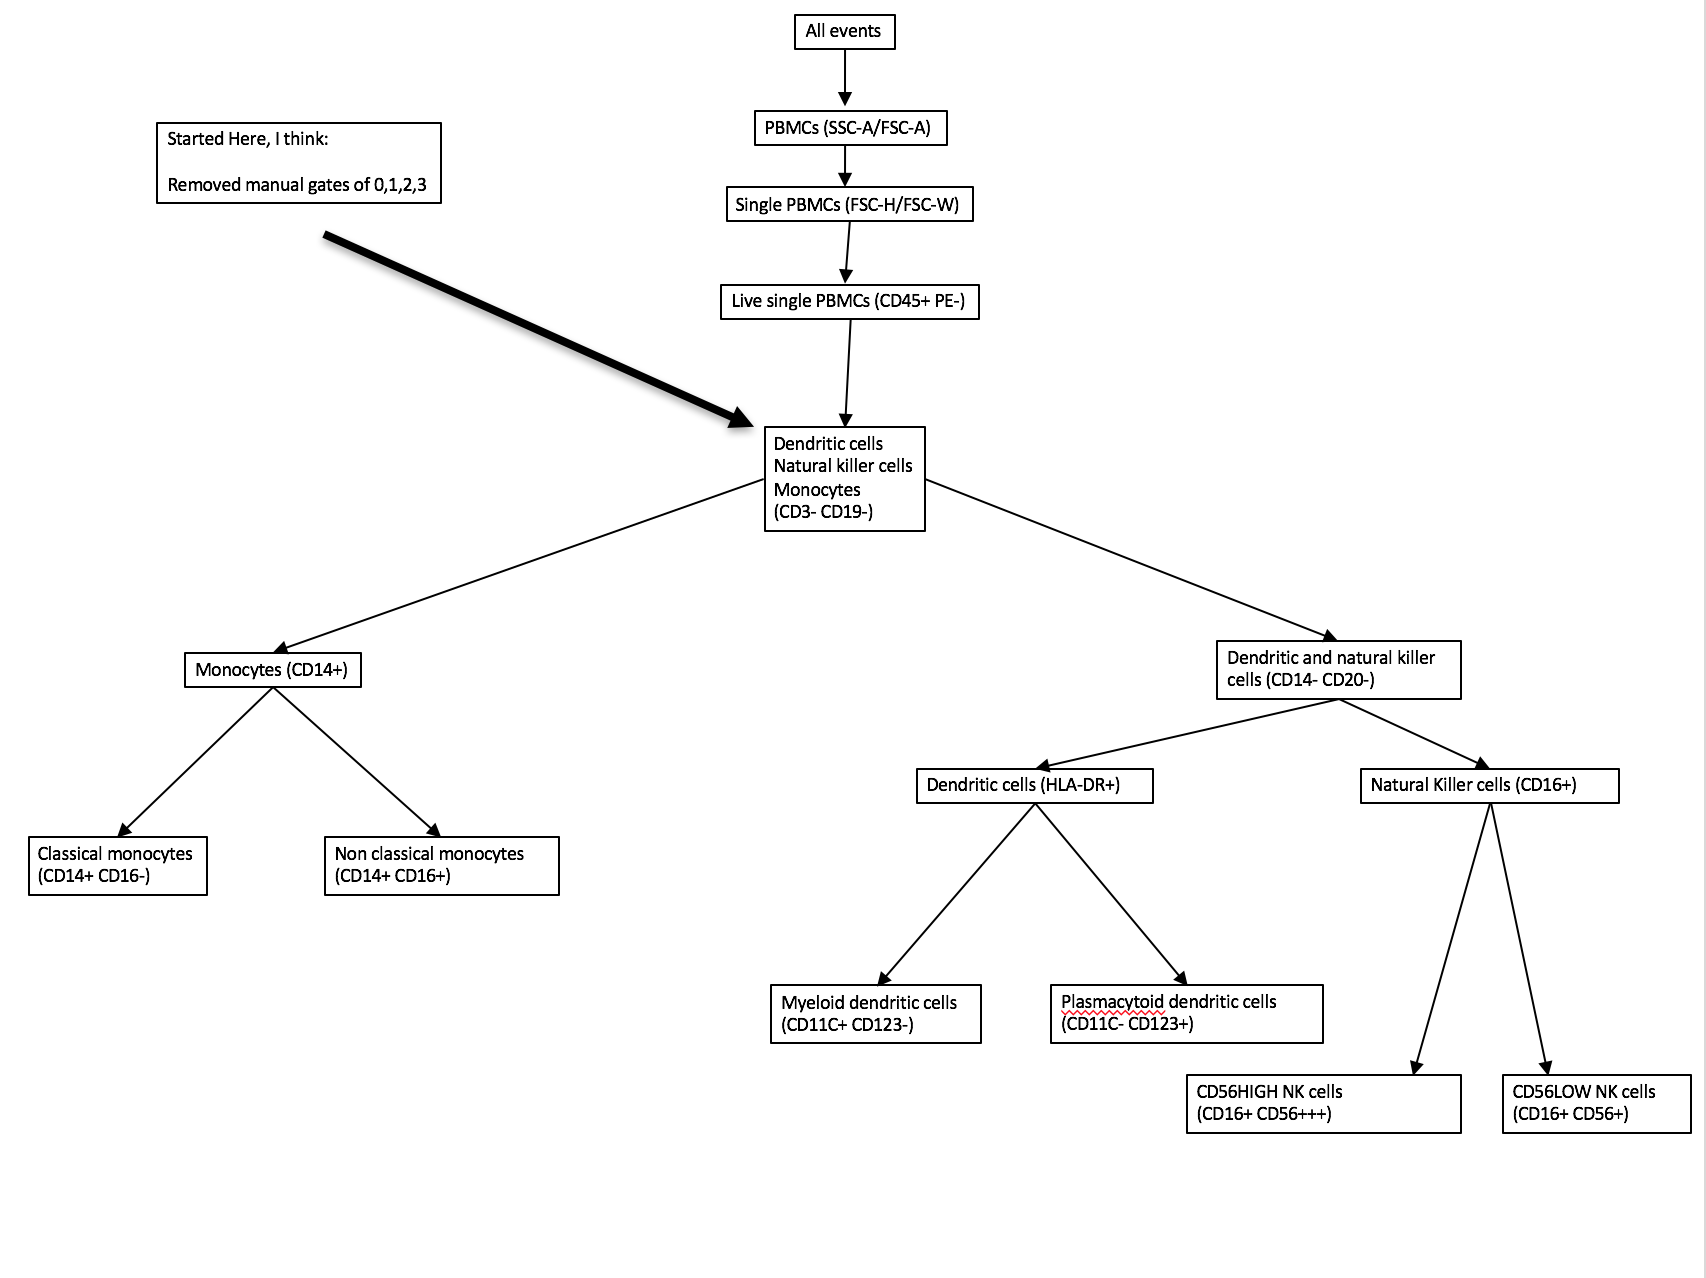 All events
PBMCs (SSC-A/FSC-A)
Started Here, I think:
Removed manual gates of 0,1,2,3
Single PBMCs (FSC-H/FSC-W)
Live single PBMCs (CD45+ PE-)
Dendritic cells
Natural killer cells
Monocytes
(CD3- CD19-)
Monocytes (CD14+)
Dendritic and natural killer
cells (CD14- CD20-)
Dendritic cells (HLA-DR+)
Natural Killer cells (CD16+)
Classical monocytes
(CD14+ CD16-)
Non classical monocytes
(CD14+ CD16+)
Myeloid dendritic cells
(CD11C+ CD123-)
Plasmacytoid dendritic cells
(CD11C- CD123+)
CD56HIGH NK cells
(CD16+ CD56+++)
CD56LOW NK cells
(CD16+ CD56+)